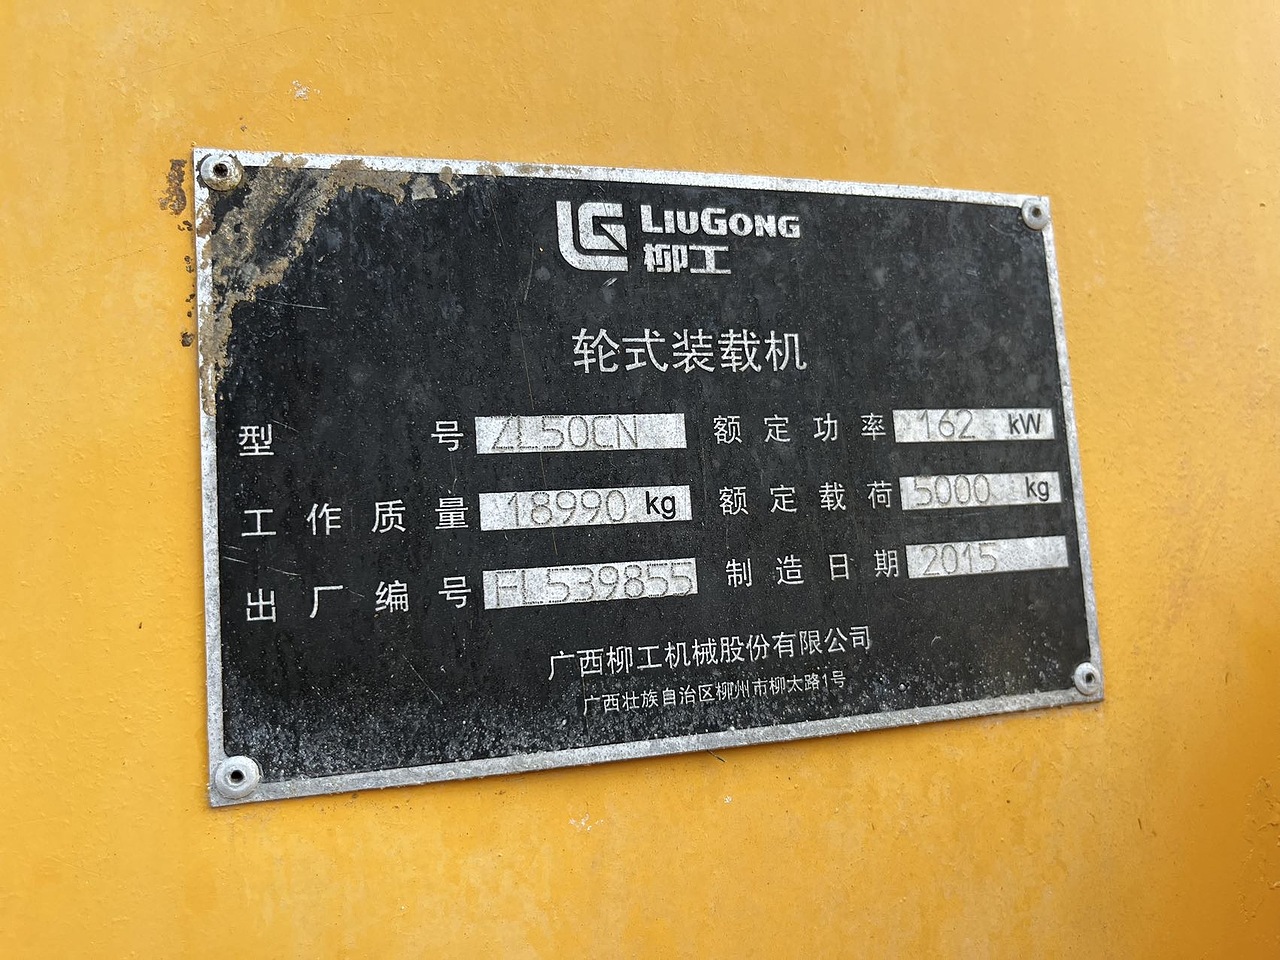 LG LIUGONG
柳工
轮式装载机
型号 ZL50CN 额定功率 162 kW
工作质量 18990 kg 额定载荷 5000 kg
出厂编号 FL539855 制造日期 2015
广西柳工机械股份有限公司
广西壮族自治区柳州市柳太路1号